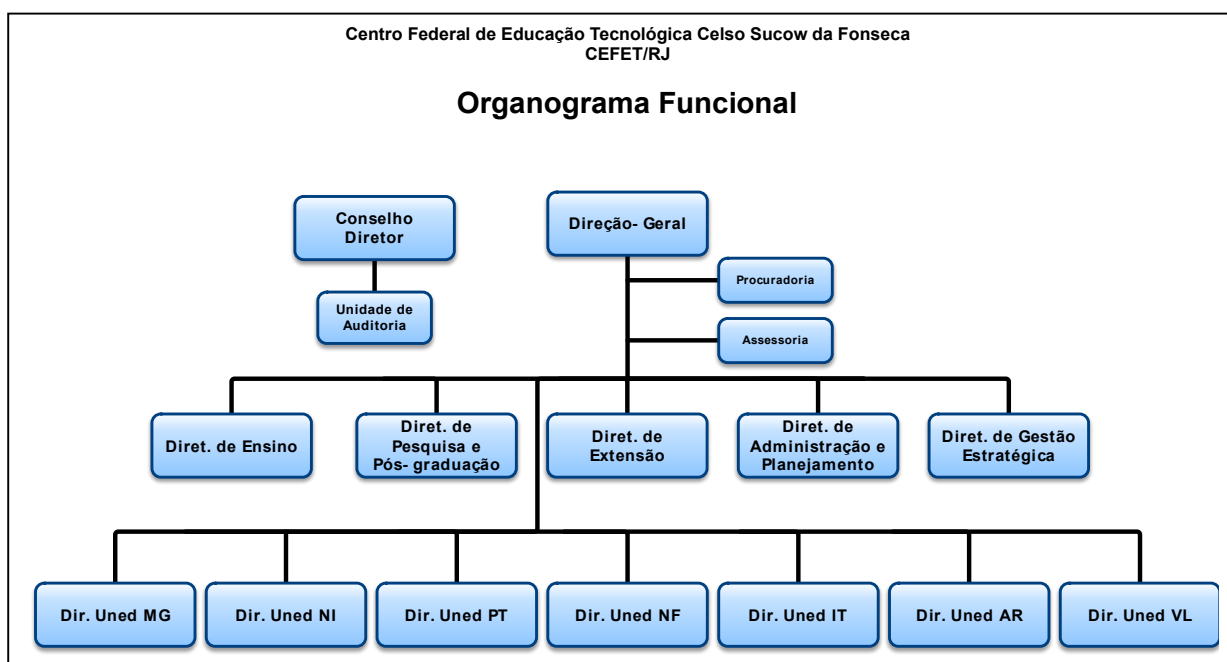 Centro Federal de Educação Tecnológica Celso Sucow da Fonseca
CEFET/RJ
Organograma Funcional
Conselho
Diretor
Direção- Geral
Procuradoria
Unidade de
Auditoria
Assessoria
Diret. de Ensino
Diret. de
Pesquisa e
Pós- graduação
Diret. de
Extensão
Diret. de
Administração e
Planejamento
Diret. de Gestão
Estratégica
Dir. Uned MG
Dir. Uned NI
Dir. Uned PT
Dir. Uned NF
Dir. Uned IT
Dir. Uned AR
Dir. Uned VL